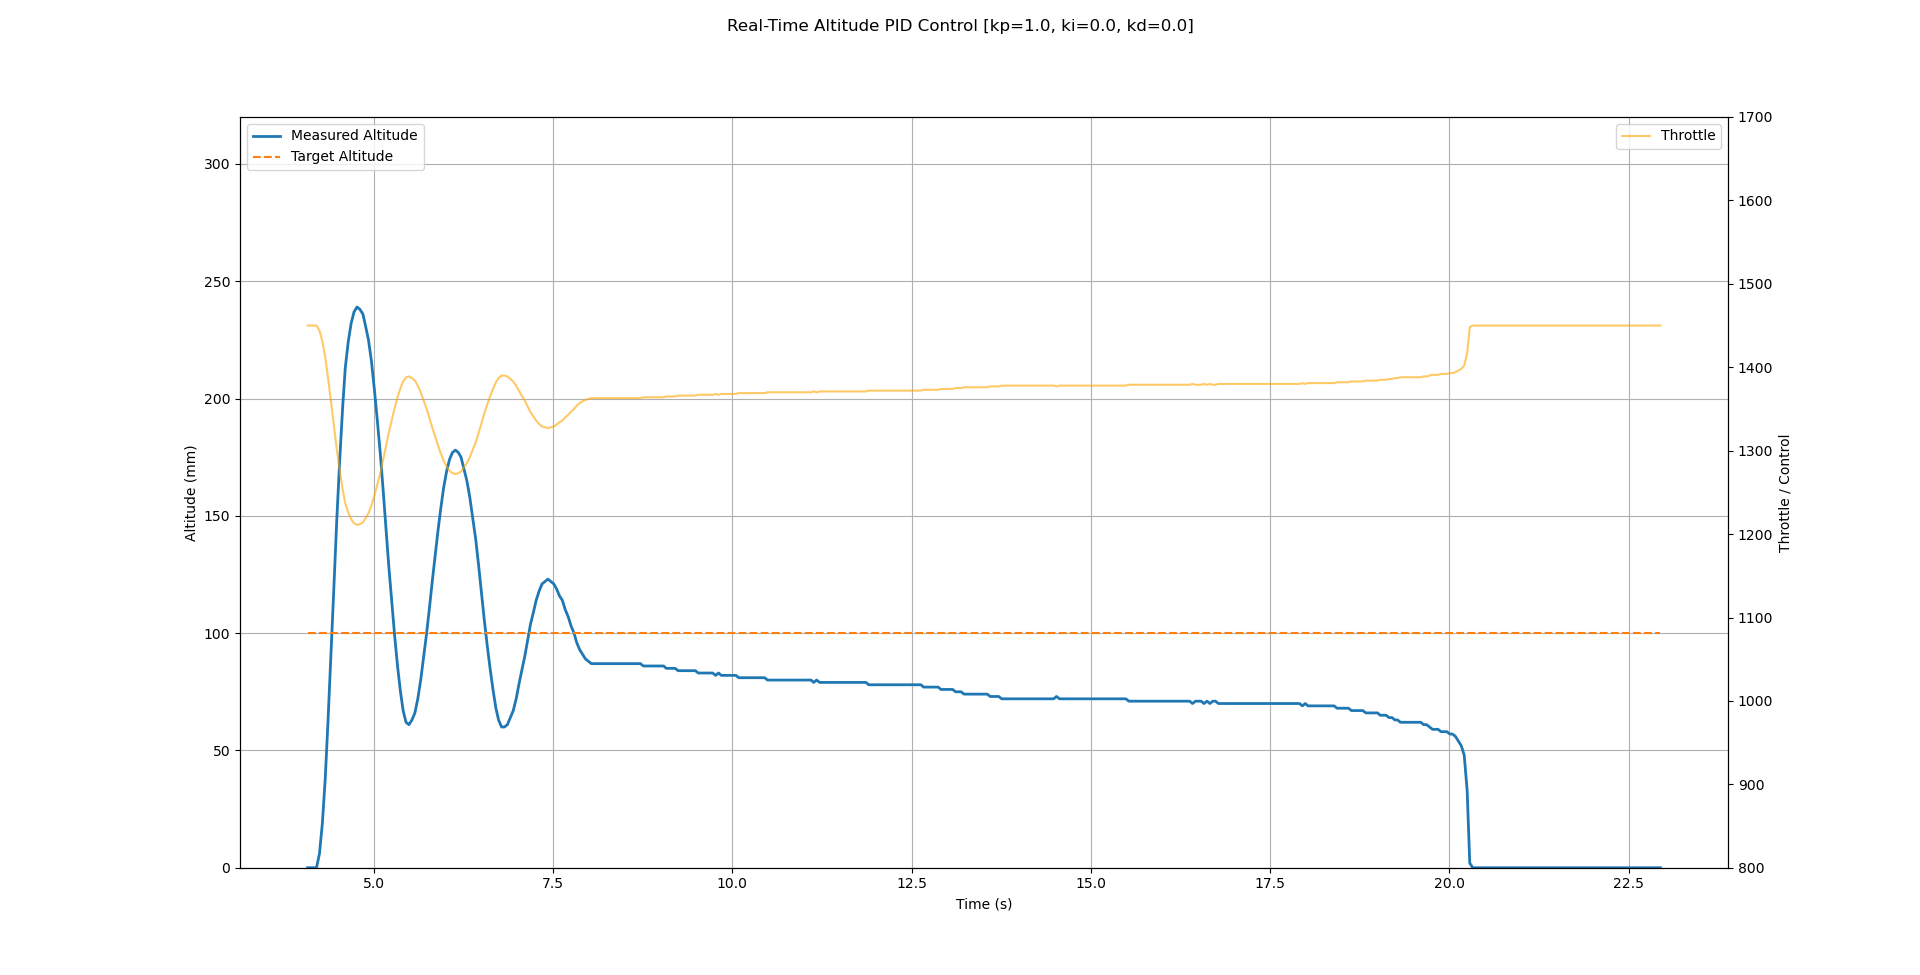 Real-Time Altitude PID Control [kp=1.0, ki=0.0, kd=0.0]
Measured Altitude
Target Altitude
Throttle
Altitude (mm)
300
250
200
150
100
50
0
1700
1600
1500
1400
1300
1200
1100
1000
900
800
Throttle / Control
5.0 7.5 10.0 12.5 15.0 17.5 20.0 22.5
Time (s)